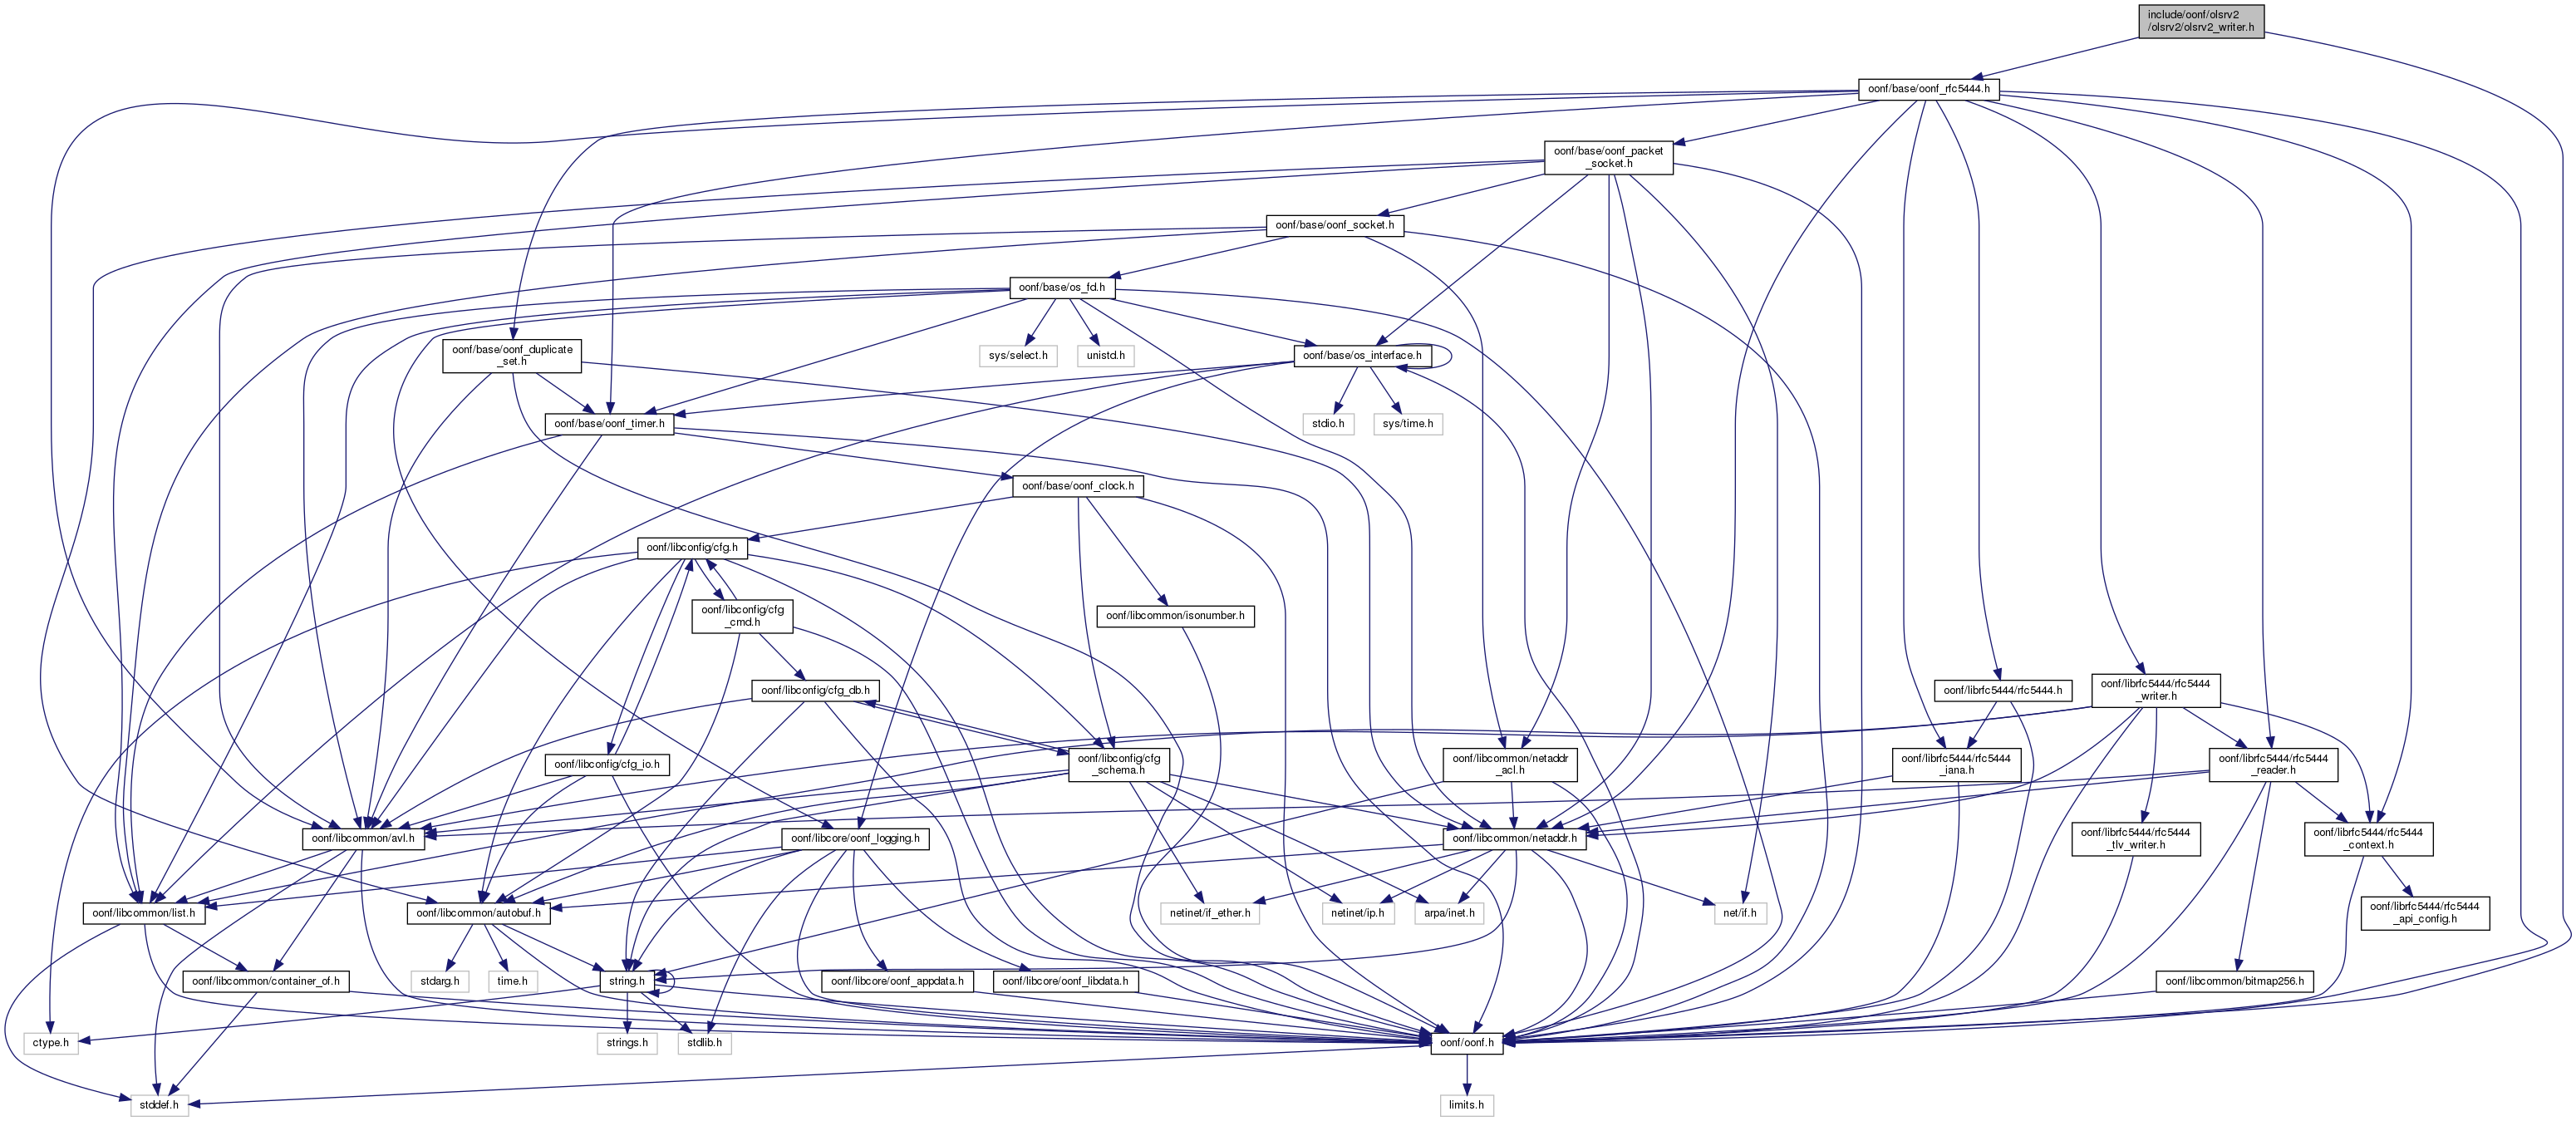 include/oonf/olsrv2
/olsrv2/olsrv2_writer.h
oonf/base/oonf_rfc5444.h
oonf/base/oonf_packet
_socket.h
oonf/base/oonf_socket.h
oonf/base/os_fd.h
oonf/base/oonf_duplicate
_set.h
sys/select.h
unistd.h
oonf/base/os_interface.h
oonf/base/oonf_timer.h
stdio.h
sys/time.h
oonf/base/oonf_clock.h
oonf/libconfig/cfg.h
oonf/libconfig/cfg
_cmd.h
oonf/libcommon/isonumber.h
oonf/libconfig/cfg_db.h
oonf/librfc5444/rfc5444.h
oonf/librfc5444/rfc5444
_writer.h
oonf/libconfig/cfg_io.h
oonf/libconfig/cfg
_schema.h
oonf/libcommon/netaddr
_acl.h
oonf/librfc5444/rfc5444
_iana.h
oonf/librfc5444/rfc5444
_reader.h
oonf/libcommon/avl.h
oonf/libcore/oonf_logging.h
oonf/libcommon/netaddr.h
oonf/librfc5444/rfc5444
_tlv_writer.h
oonf/librfc5444/rfc5444
_context.h
oonf/libcommon/list.h
oonf/libcommon/autobuf.h
netinet/if_ether.h
netinet/ip.h
arpa/inet.h
net/if.h
oonf/librfc5444/rfc5444
_api_config.h
oonf/libcommon/container_of.h
stdarg.h
time.h
string.h
oonf/libcore/oonf_appdata.h
oonf/libcore/oonf_libdata.h
oonf/libcommon/bitmap256.h
ctype.h
strings.h
stdlib.h
oonf/oonf.h
stddef.h
limits.h